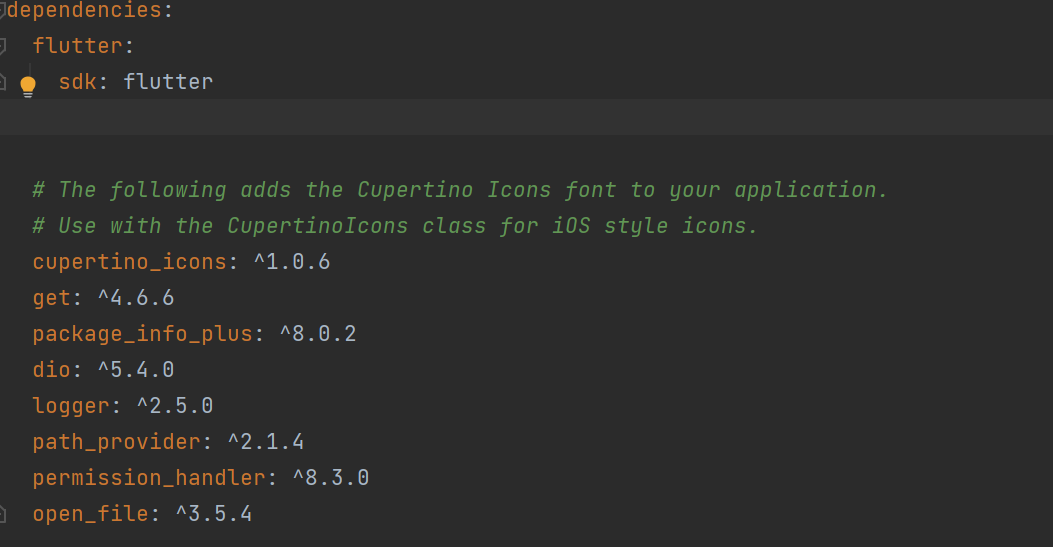 dependencies:
  flutter:
    sdk: flutter
  # The following adds the Cupertino Icons font to your application.
  # Use with the CupertinoIcons class for iOS style icons.
  cupertino_icons: ^1.0.6
  get: ^4.6.6
  package_info_plus: ^8.0.2
  dio: ^5.4.0
  logger: ^2.5.0
  path_provider: ^2.1.4
  permission_handler: ^8.3.0
  open_file: ^3.5.4